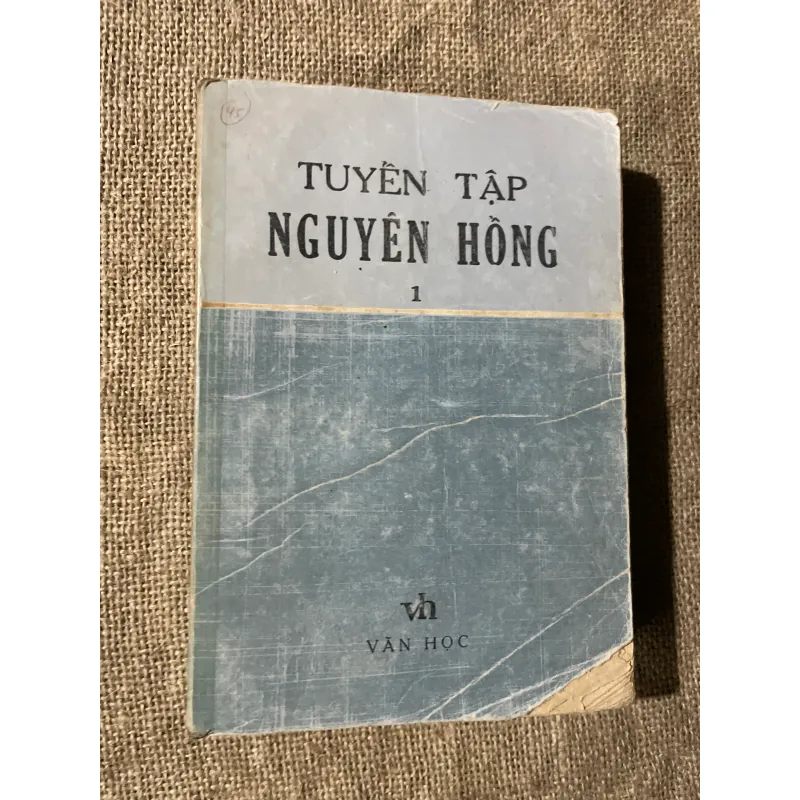 45
TUYỂN TẬP
NGUYÊN HỒNG
1
vh
VĂN HỌC